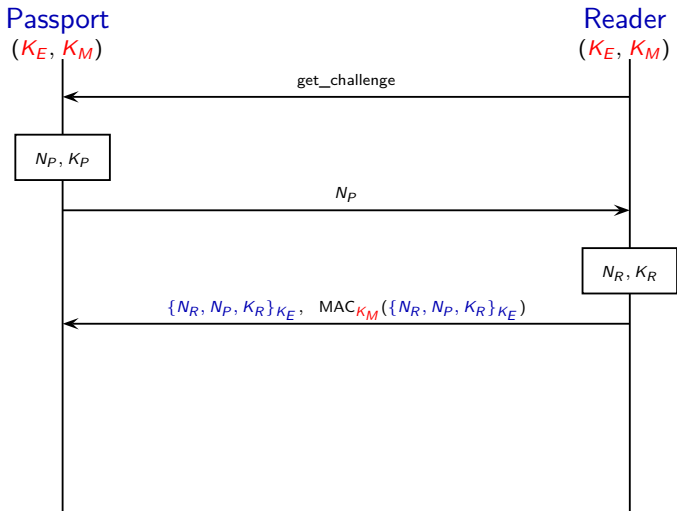 Passport Reader
(K_E, K_M) (K_E, K_M)
get_challenge
N_P, K_P
N_P
N_R, K_R
{N_R, N_P, K_R}_{K_E}, MAC_{K_M}({N_R, N_P, K_R}_{K_E})